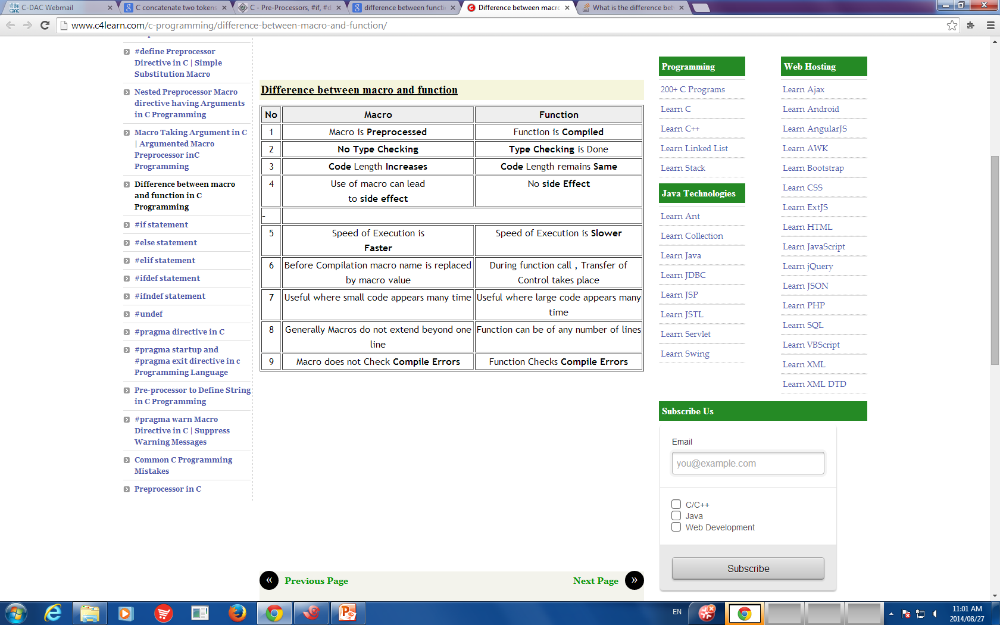 C-DAC Webmail
C concatenate two tokens
C - Pre-Processors, #if, #d
difference between functi
Difference between macro
What is the difference bet
www.c4learn.com/c-programming/difference-between-macro-and-function/
#define Preprocessor
Directive in C | Simple
Substitution Macro
Nested Preprocessor Macro
directive having Arguments
in C Programming
Macro Taking Argument in C
| Argumented Macro
Preprocessor inC
Programming
Difference between macro
and function in C
Programming
#if statement
#else statement
#elif statement
#ifdef statement
#ifndef statement
#undef
#pragma directive in C
#pragma startup and
#pragma exit directive in c
Programming Language
Pre-processor to Define String
in C Programming
#pragma warn Macro
Directive in C | Suppress
Warning Messages
Common C Programming
Mistakes
Preprocessor in C
Difference between macro and function
No Macro Function
1 Macro is Preprocessed Function is Compiled
2 No Type Checking Type Checking is Done
3 Code Length Increases Code Length remains Same
4 Use of macro can lead No side Effect
to side effect
-
5 Speed of Execution is Speed of Execution is Slower
Faster
6 Before Compilation macro name is replaced During function call , Transfer of
by macro value Control takes place
7 Useful where small code appears many time Useful where large code appears many
time
8 Generally Macros do not extend beyond one Function can be of any number of lines
line
9 Macro does not Check Compile Errors Function Checks Compile Errors
« Previous Page
Next Page »
Programming
200+ C Programs
Learn C
Learn C++
Learn Linked List
Learn Stack
Java Technologies
Learn Ant
Learn Collection
Learn Java
Learn JDBC
Learn JSP
Learn JSTL
Learn Servlet
Learn Swing
Web Hosting
Learn Ajax
Learn Android
Learn AngularJS
Learn AWK
Learn Bootstrap
Learn CSS
Learn ExtJS
Learn HTML
Learn JavaScript
Learn jQuery
Learn JSON
Learn PHP
Learn SQL
Learn VBScript
Learn XML
Learn XML DTD
Subscribe Us
Email
you@example.com
C/C++
Java
Web Development
Subscribe
EN
11:01 AM
2014/08/27